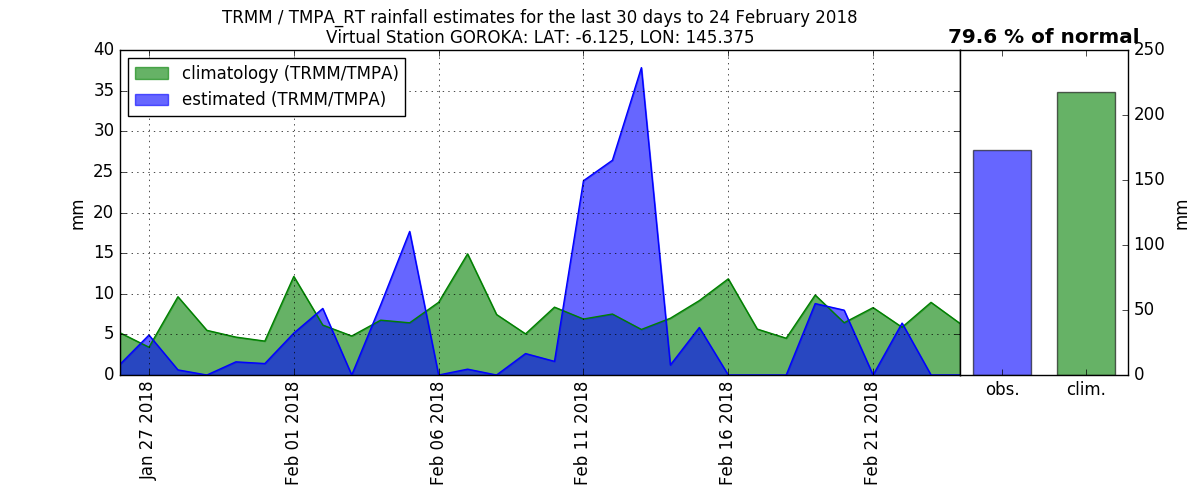 TRMM / TMPA_RT rainfall estimates for the last 30 days to 24 February 2018
Virtual Station GOROKA: LAT: -6.125, LON: 145.375
79.6 % of normal
climatology (TRMM/TMPA)
estimated (TRMM/TMPA)
mm
40
35
30
25
20
15
10
5
0
Jan 27 2018
Feb 01 2018
Feb 06 2018
Feb 11 2018
Feb 16 2018
Feb 21 2018
obs.
clim.
250
200
150
100
50
0
mm